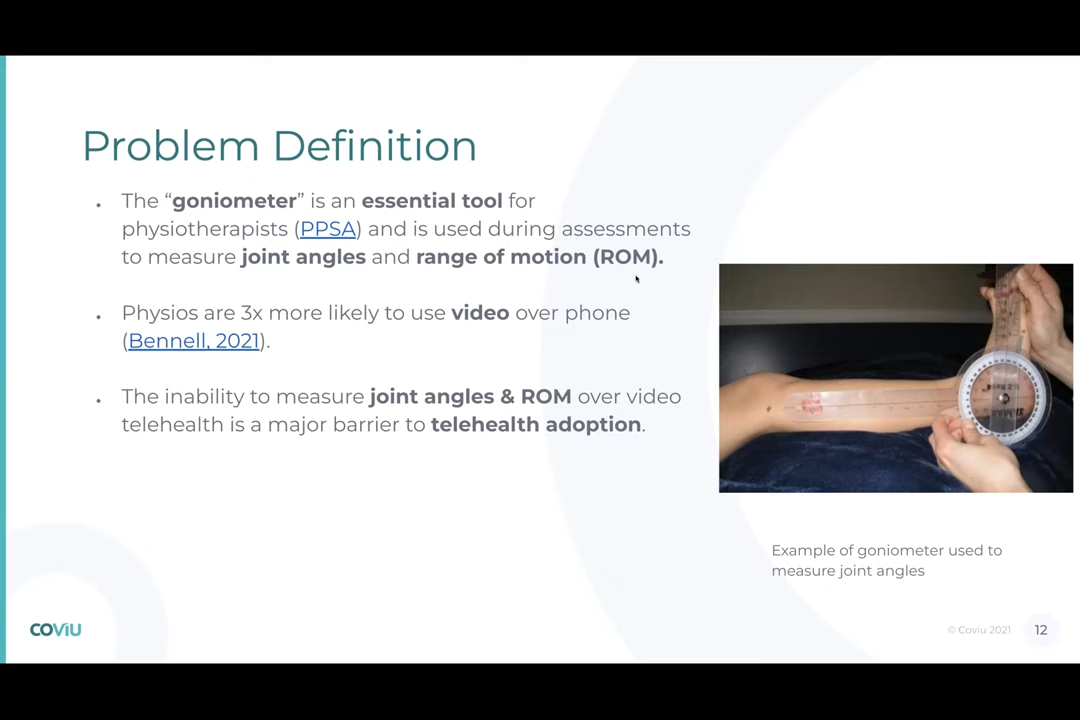 Problem Definition
• The “goniometer” is an essential tool for
physiotherapists (PPSA) and is used during assessments
to measure joint angles and range of motion (ROM).
• Physios are 3x more likely to use video over phone
(Bennell, 2021).
• The inability to measure joint angles & ROM over video
telehealth is a major barrier to telehealth adoption.
Example of goniometer used to
measure joint angles
COViU
© Coviu 2021
12